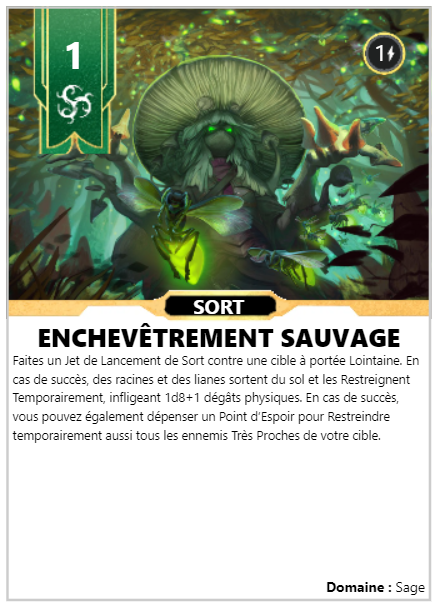 1
1
SORT
ENCHEVÊTREMENT SAUVAGE
Faites un Jet de Lancement de Sort contre une cible à portée Lointaine. En
cas de succès, des racines et des lianes sortent du sol et les Restreignent
Temporairement, infligeant 1d8+1 dégâts physiques. En cas de succès,
vous pouvez également dépenser un Point d'Espoir pour Restreindre
temporairement aussi tous les ennemis Très Proches de votre cible.
Domaine : Sage